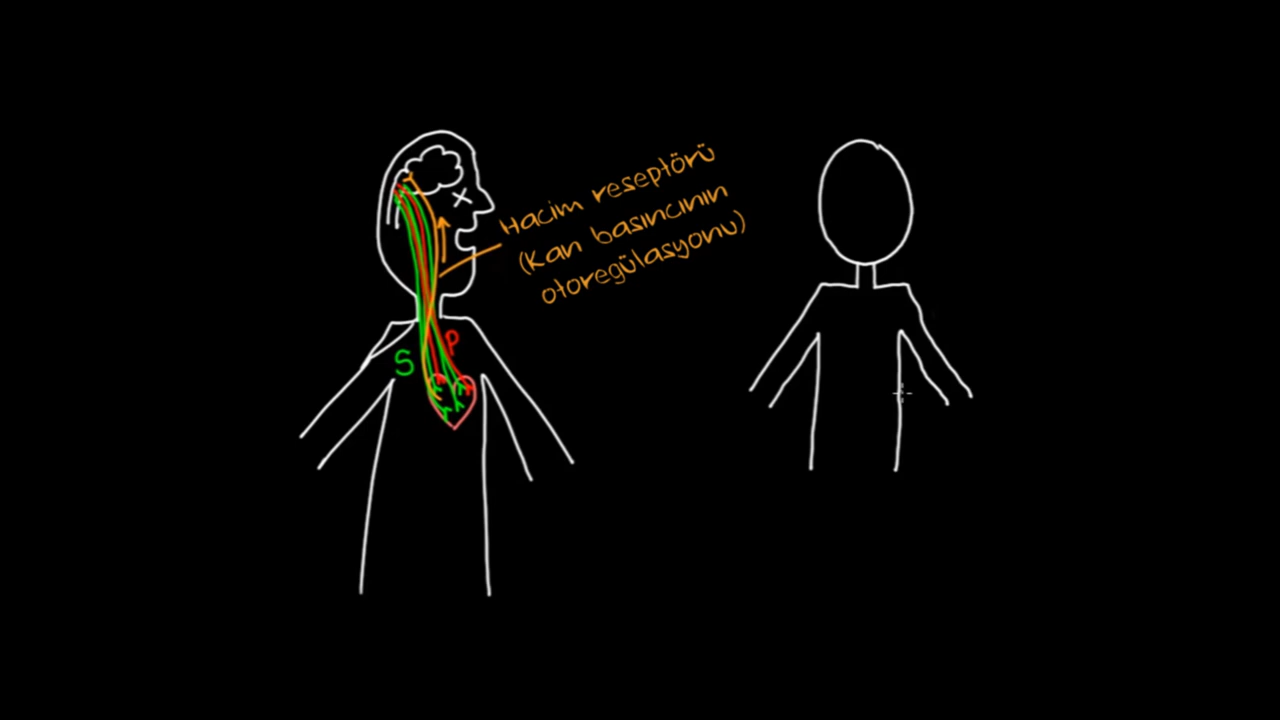 Hacim reseptörü
(Kan basıncının
otoregülasyonu)
S
P